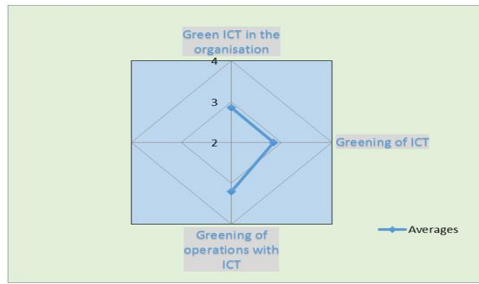 Green ICT in the
organisation
4
3
2
Greening of ICT
Averages
Greening of
operations with
ICT